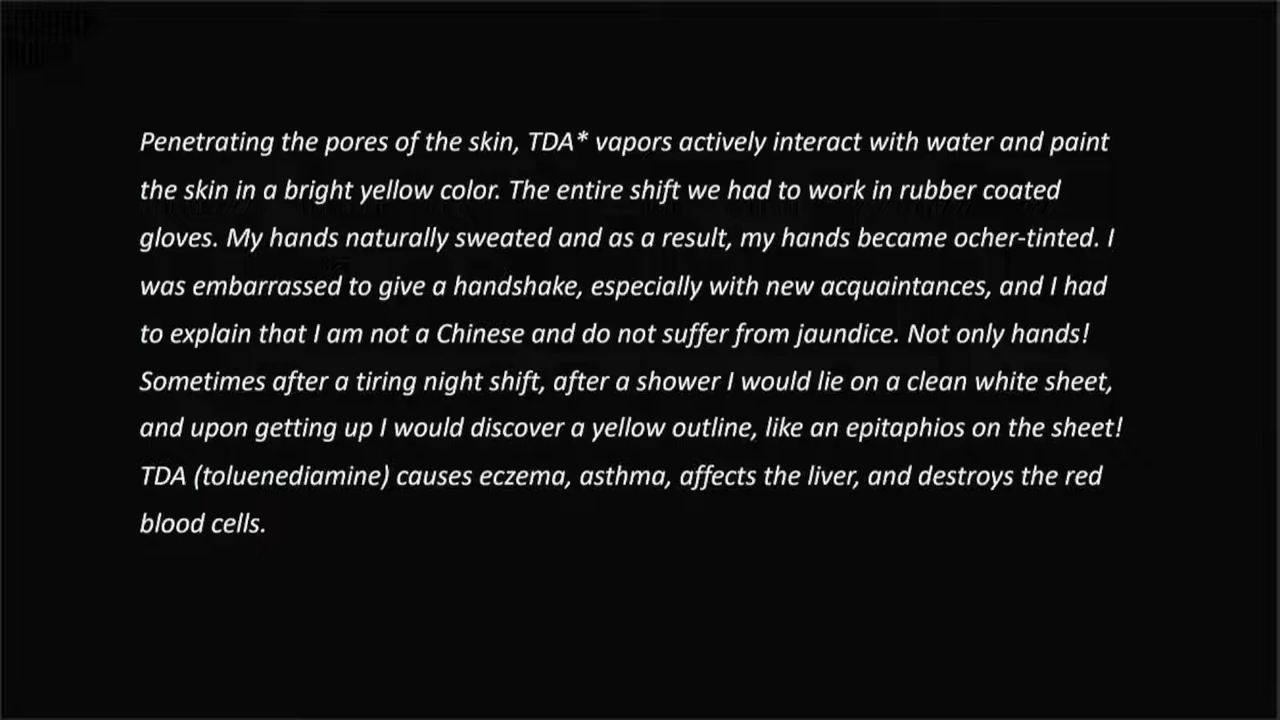 Penetrating the pores of the skin, TDA* vapors actively interact with water and paint
the skin in a bright yellow color. The entire shift we had to work in rubber coated
gloves. My hands naturally sweated and as a result, my hands became ocher-tinted. I
was embarrassed to give a handshake, especially with new acquaintances, and I had
to explain that I am not a Chinese and do not suffer from jaundice. Not only hands!
Sometimes after a tiring night shift, after a shower I would lie on a clean white sheet,
and upon getting up I would discover a yellow outline, like an epitaphios on the sheet!
TDA (toluenediamine) causes eczema, asthma, affects the liver, and destroys the red
blood cells.